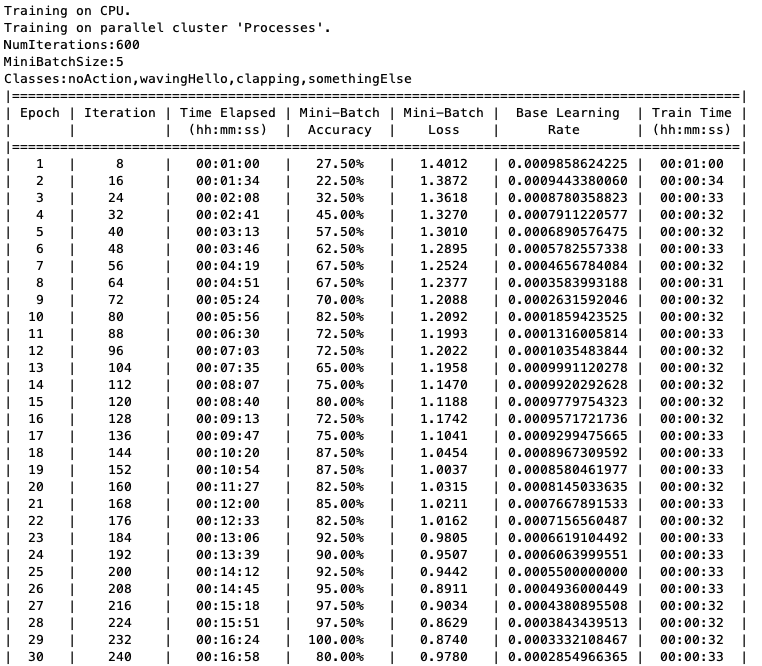 Training on CPU.
Training on parallel cluster 'Processes'.
NumIterations:600
MiniBatchSize:5
Classes:noAction,wavingHello,clapping,somethingElse
|=======================================================================================|
| Epoch | Iteration | Time Elapsed | Mini-Batch | Mini-Batch | Base Learning | Train Time |
| | | (hh:mm:ss) | Accuracy | Loss | Rate | (hh:mm:ss) |
|=======================================================================================|
| 1 | 8 | 00:01:00 | 27.50% | 1.4012 | 0.0009858624225 | 00:01:00 |
| 2 | 16 | 00:01:34 | 22.50% | 1.3872 | 0.0009443380060 | 00:00:34 |
| 3 | 24 | 00:02:08 | 32.50% | 1.3618 | 0.0008780358823 | 00:00:33 |
| 4 | 32 | 00:02:41 | 45.00% | 1.3270 | 0.0007911220577 | 00:00:32 |
| 5 | 40 | 00:03:13 | 57.50% | 1.3010 | 0.0006890576475 | 00:00:32 |
| 6 | 48 | 00:03:46 | 62.50% | 1.2895 | 0.0005782557338 | 00:00:33 |
| 7 | 56 | 00:04:19 | 67.50% | 1.2524 | 0.0004656784084 | 00:00:32 |
| 8 | 64 | 00:04:51 | 67.50% | 1.2377 | 0.0003583993188 | 00:00:31 |
| 9 | 72 | 00:05:24 | 70.00% | 1.2088 | 0.0002631592046 | 00:00:32 |
| 10 | 80 | 00:05:56 | 82.50% | 1.2092 | 0.0001859423525 | 00:00:32 |
| 11 | 88 | 00:06:30 | 72.50% | 1.1993 | 0.0001316005814 | 00:00:33 |
| 12 | 96 | 00:07:03 | 72.50% | 1.2022 | 0.0001035483844 | 00:00:32 |
| 13 | 104 | 00:07:35 | 65.00% | 1.1958 | 0.0009991120278 | 00:00:32 |
| 14 | 112 | 00:08:07 | 75.00% | 1.1470 | 0.0009920292628 | 00:00:32 |
| 15 | 120 | 00:08:40 | 80.00% | 1.1188 | 0.0009779754323 | 00:00:32 |
| 16 | 128 | 00:09:13 | 72.50% | 1.1742 | 0.0009571721736 | 00:00:32 |
| 17 | 136 | 00:09:47 | 75.00% | 1.1041 | 0.0009299475665 | 00:00:33 |
| 18 | 144 | 00:10:20 | 87.50% | 1.0454 | 0.0008967309592 | 00:00:33 |
| 19 | 152 | 00:10:54 | 87.50% | 1.0037 | 0.0008580461977 | 00:00:33 |
| 20 | 160 | 00:11:27 | 82.50% | 1.0315 | 0.0008145033635 | 00:00:32 |
| 21 | 168 | 00:12:00 | 85.00% | 1.0211 | 0.0007667891533 | 00:00:33 |
| 22 | 176 | 00:12:33 | 82.50% | 1.0162 | 0.0007156560487 | 00:00:32 |
| 23 | 184 | 00:13:06 | 92.50% | 0.9805 | 0.0006619104492 | 00:00:33 |
| 24 | 192 | 00:13:39 | 90.00% | 0.9507 | 0.0006063999551 | 00:00:33 |
| 25 | 200 | 00:14:12 | 92.50% | 0.9442 | 0.0005500000000 | 00:00:33 |
| 26 | 208 | 00:14:45 | 95.00% | 0.8911 | 0.0004936000449 | 00:00:33 |
| 27 | 216 | 00:15:18 | 97.50% | 0.9034 | 0.0004380895508 | 00:00:32 |
| 28 | 224 | 00:15:51 | 97.50% | 0.8629 | 0.0003843439513 | 00:00:32 |
| 29 | 232 | 00:16:24 | 100.00% | 0.8740 | 0.0003332108467 | 00:00:32 |
| 30 | 240 | 00:16:58 | 80.00% | 0.9780 | 0.0002854966365 | 00:00:33 |